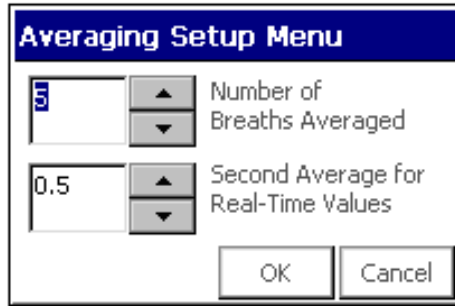 Averaging Setup Menu
5
Number of
Breaths Averaged
0.5
Second Average for
Real-Time Values
OK
Cancel